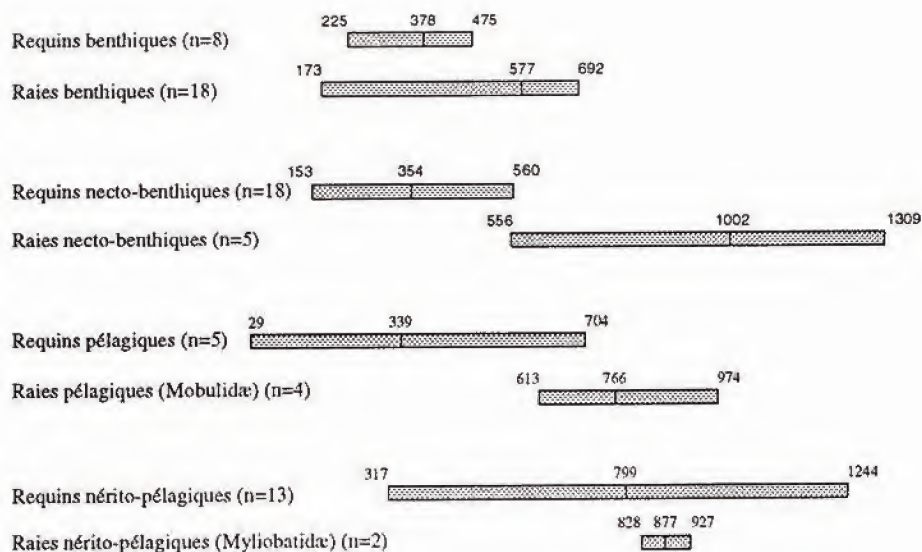 225 378 475
Requins benthiques (n=8)
173 577 692
Raies benthiques (n=18)
153 354 560
Requins necto-benthiques (n=18)
556 1002 1309
Raies necto-benthiques (n=5)
29 339 704
Requins pélagiques (n=5)
613 766 974
Raies pélagiques (Mobulidæ) (n=4)
317 799 1244
Requins nérito-pélagiques (n=13)
828 877 927
Raies nérito-pélagiques (Myliobatidæ) (n=2)